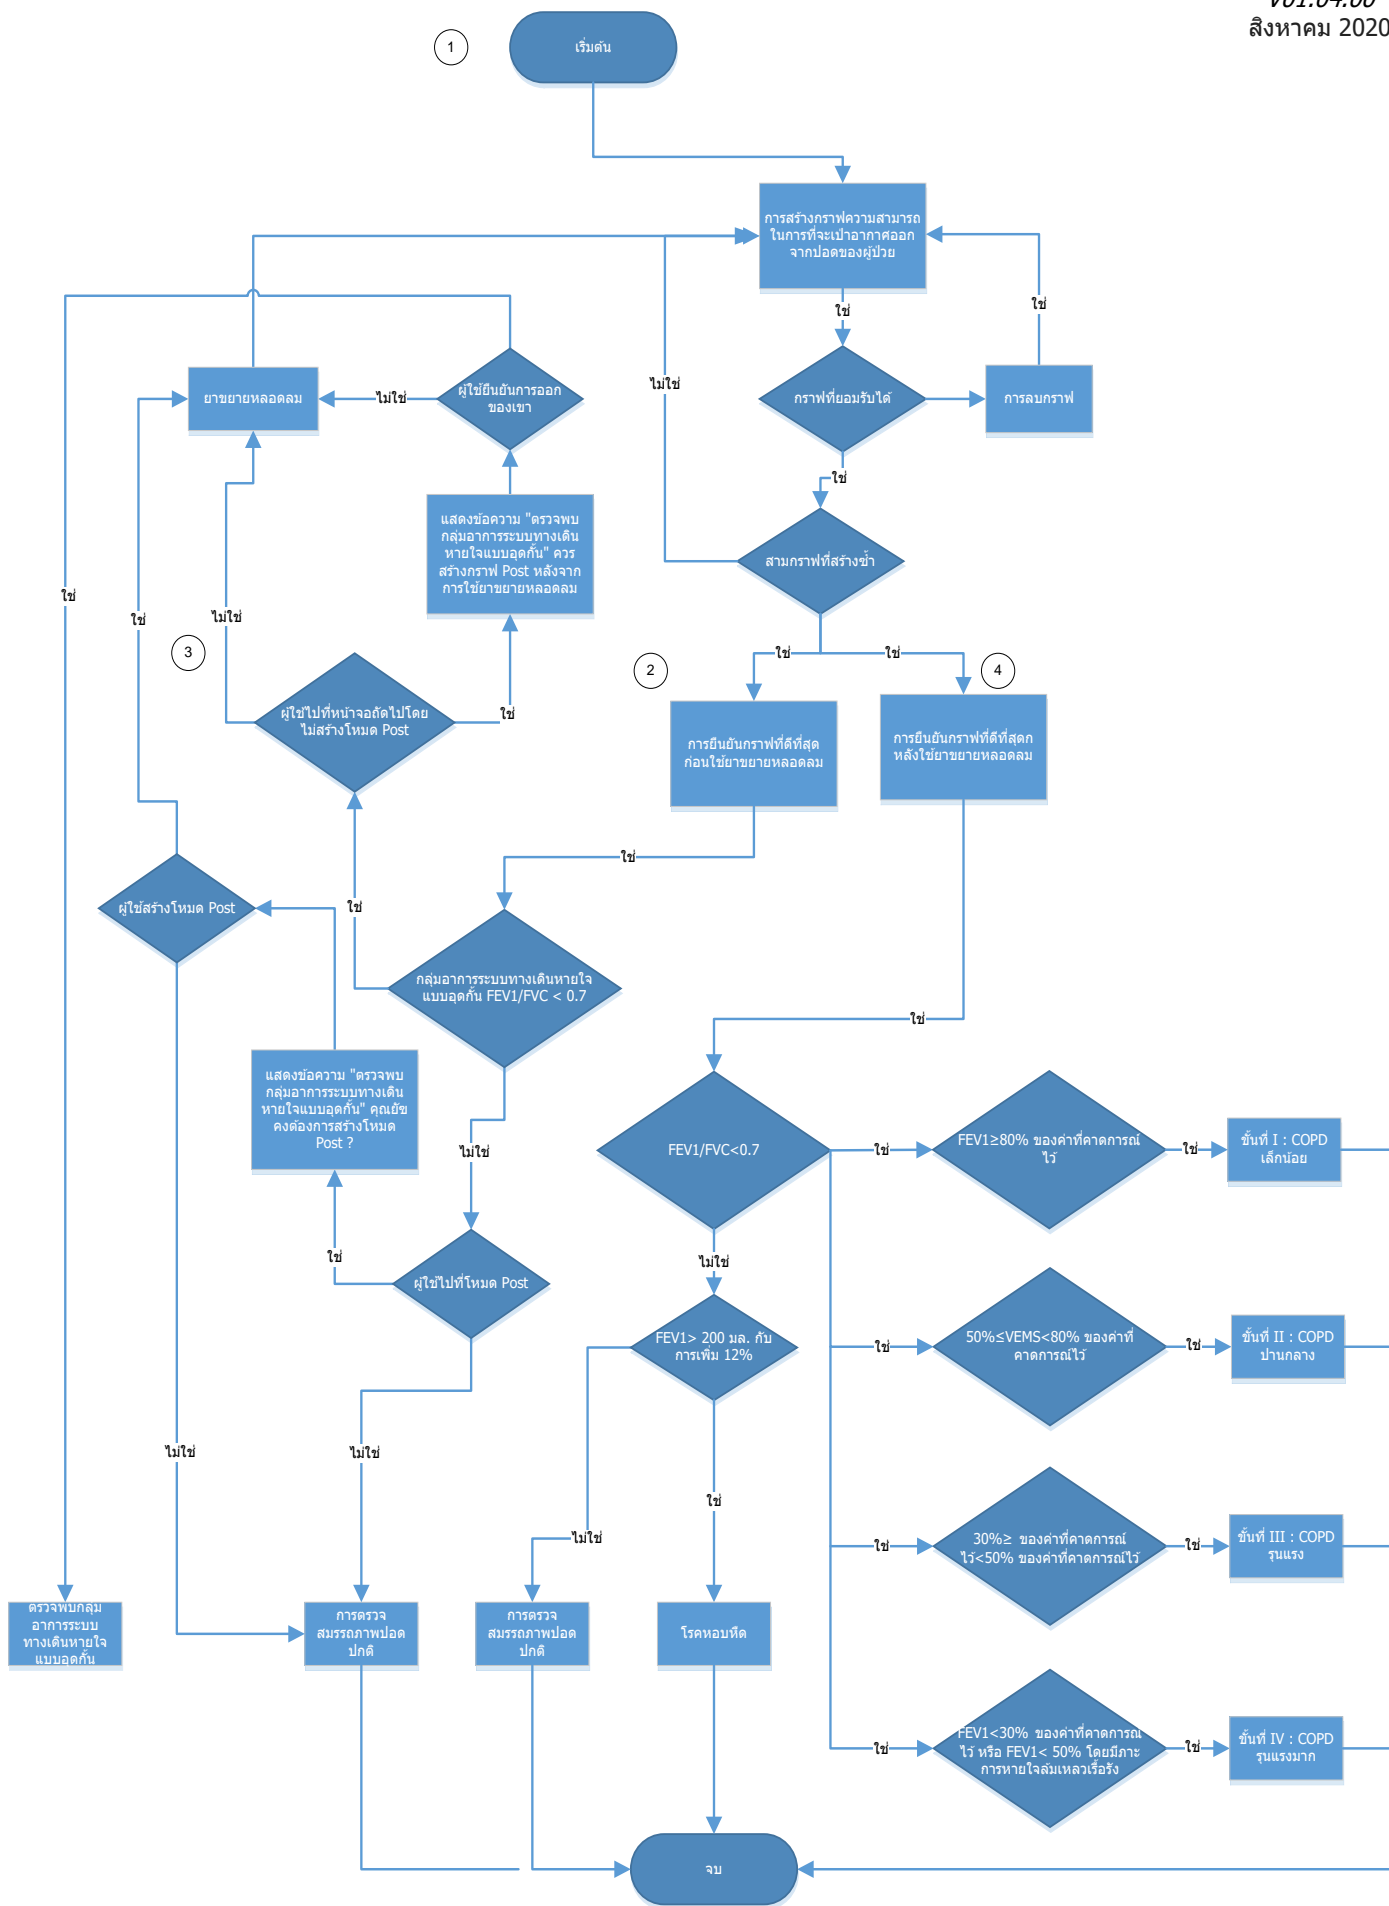 V01.04.00
สิงหาคม 2020
1
เริ่มต้น
การสร้างกราฟความสามารถ
ในการที่จะเป่าอากาศออก
จากปอดของผู้ป่วย
ใช่
ใช่
ไม่ใช่
ยาขยายหลอดลม
ไม่ใช่
ผู้ใช้ยืนยันการออก
ของเขา
กราฟที่ยอมรับได้
การลบกราฟ
ใช่
แสดงข้อความ "ตรวจพบ
กลุ่มอาการระบบทางเดิน
หายใจแบบอุดกั้น" ควร
สร้างกราฟ Post หลังจาก
การใช้ยาขยายหลอดลม
สามกราฟที่สร้างซ้ำ
ใช่
ใช่
ไม่ใช่
3
ใช่
ใช่
2
4
ผู้ใช้ไปที่หน้าจอถัดไปโดย
ไม่สร้างโหมด Post
ใช่
การยืนยันกราฟที่ดีที่สุด
ก่อนใช้ยาขยายหลอดลม
การยืนยันกราฟที่ดีที่สุดก
หลังใช้ยาขยายหลอดลม
ใช่
ผู้ใช้สร้างโหมด Post
ใช่
กลุ่มอาการระบบทางเดินหายใจ
แบบอุดกั้น FEV1/FVC < 0.7
ใช่
แสดงข้อความ "ตรวจพบ
กลุ่มอาการระบบทางเดิน
หายใจแบบอุดกั้น" คุณยัฃ
คงต้องการสร้างโหมด
Post ?
ไม่ใช่
FEV1/FVC<0.7
ใช่
FEV1≥80% ของค่าที่คาดการณ์
ไว้
ใช่
ขั้นที่ I : COPD
เล็กน้อย
ใช่
ผู้ใช้ไปที่โหมด Post
ไม่ใช่
FEV1> 200 มล. กับ
การเพิ่ม 12%
ใช่
50%≤VEMS<80% ของค่าที่
คาดการณ์ไว้
ใช่
ขั้นที่ II : COPD
ปานกลาง
ไม่ใช่
ไม่ใช่
ใช่
ไม่ใช่
ใช่
30%≥ ของค่าที่คาดการณ์
ไว้<50% ของค่าที่คาดการณ์ไว้
ใช่
ขั้นที่ III : COPD
รุนแรง
ตรวจพบกลุ่ม
อาการระบบ
ทางเดินหายใจ
แบบอุดกั้น
การตรวจ
สมรรถภาพปอด
ปกติ
การตรวจ
สมรรถภาพปอด
ปกติ
โรคหอบหืด
ใช่
FEV1<30% ของค่าที่คาดการณ์
ไว้ หรือ FEV1< 50% โดยมีภาะ
การหายใจล้มเหลวเรื้อรัง
ใช่
ขั้นที่ IV : COPD
รุนแรงมาก
จบ